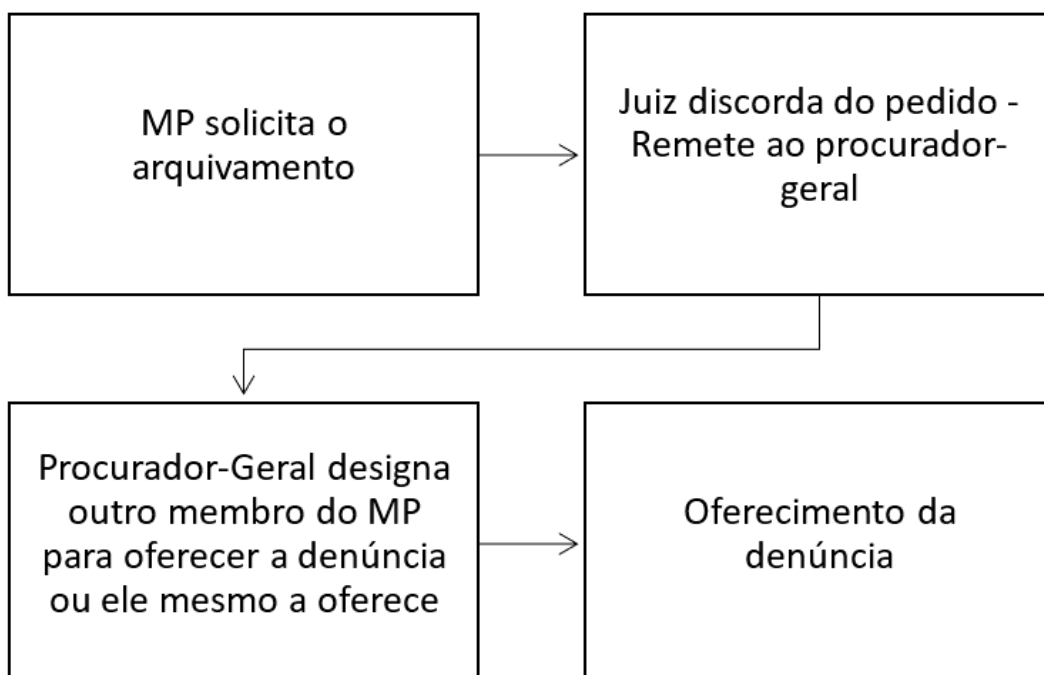 MP solicita o
arquivamento
Juiz discorda do pedido -
Remete ao procurador-
geral
Procurador-Geral designa
outro membro do MP
para oferecer a denúncia
ou ele mesmo a oferece
Oferecimento da
denúncia